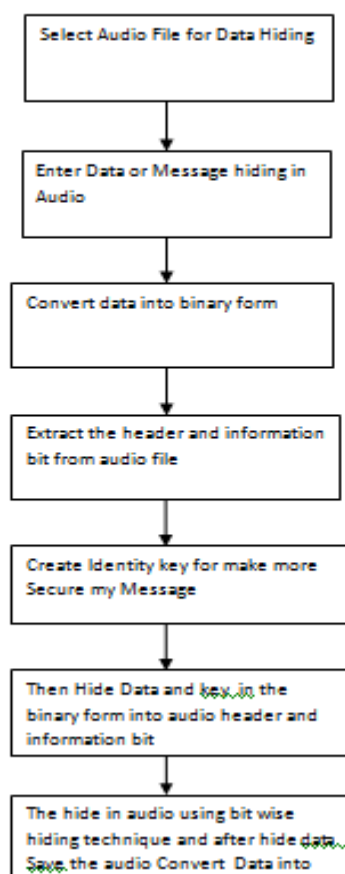 Select Audio File for Data Hiding
Enter Data or Message hiding in
Audio
Convert data into binary form
Extract the header and information
bit from audio file
Create Identity key for make more
Secure my Message
Then Hide Data and key in the
binary form into audio header and
information bit
The hide in audio using bit wise
hiding technique and after hide data
Save the audio Convert Data into